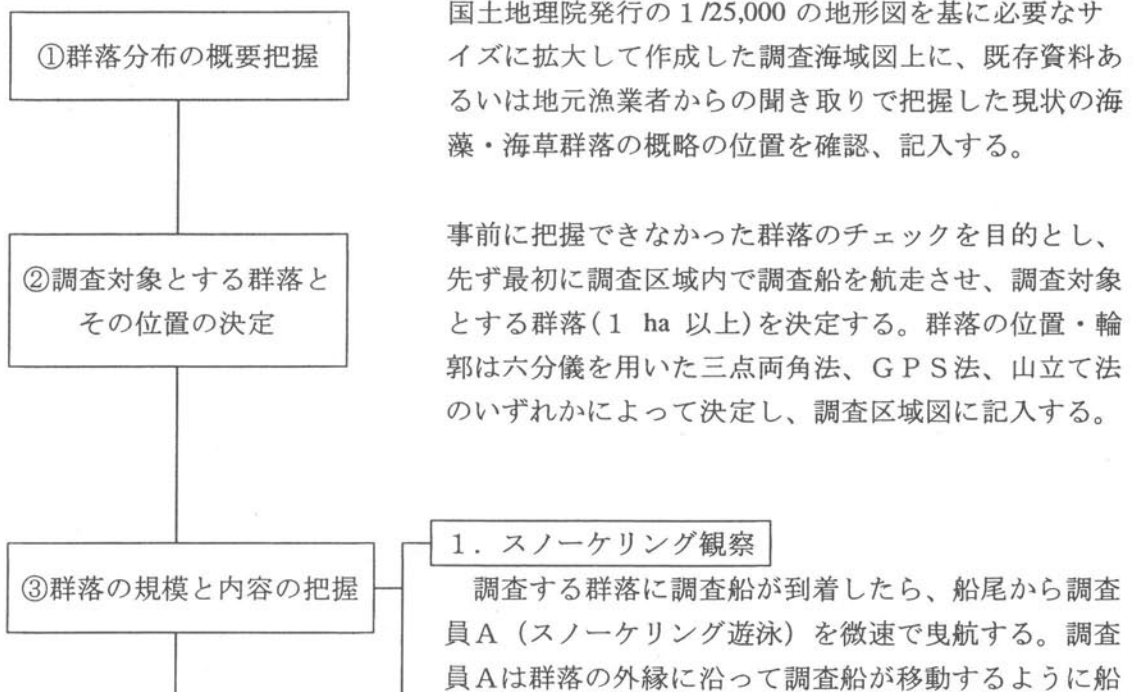 ①群落分布の概要把握
国土地理院発行の1/25,000の地形図を基に必要なサ
イズに拡大して作成した調査海域図上に、既存資料あ
るいは地元漁業者からの聞き取りで把握した現状の海
藻・海草群落の概略の位置を確認、記入する。
②調査対象とする群落と
その位置の決定
事前に把握できなかった群落のチェックを目的とし、
先ず最初に調査区域内で調査船を航走させ、調査対象
とする群落(1 ha 以上)を決定する。群落の位置・輪
郭は六分儀を用いた三点両角法、GPS法、山立て法
のいずれかによって決定し、調査区域図に記入する。
③群落の規模と内容の把握
1.スノーケリング観察
調査する群落に調査船が到着したら、船尾から調査
員A(スノーケリング遊泳)を微速で曳航する。調査
員Aは群落の外縁に沿って調査船が移動するように船